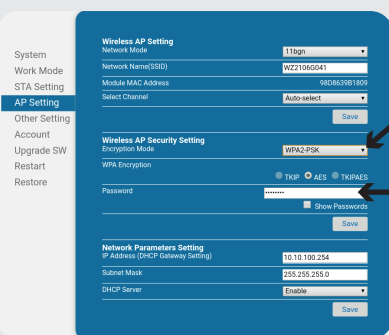 System
Work Mode
STA Setting
AP Setting
Other Setting
Account
Upgrade SW
Restart
Restore
Wireless AP Setting
Network Mode 11bgn
Network Name(SSID) WZ2106G041
Module MAC Address 98D8639B1809
Select Channel Auto-select
Save
Wireless AP Security Setting
Encryption Mode WPA2-PSK
WPA Encryption
TKIP AES TKIPAES
Password ••••••••
Show Passwords
Save
Network Parameters Setting
IP Address (DHCP Gateway Setting) 10.10.100.254
Subnet Mask 255.255.255.0
DHCP Server Enable
Save